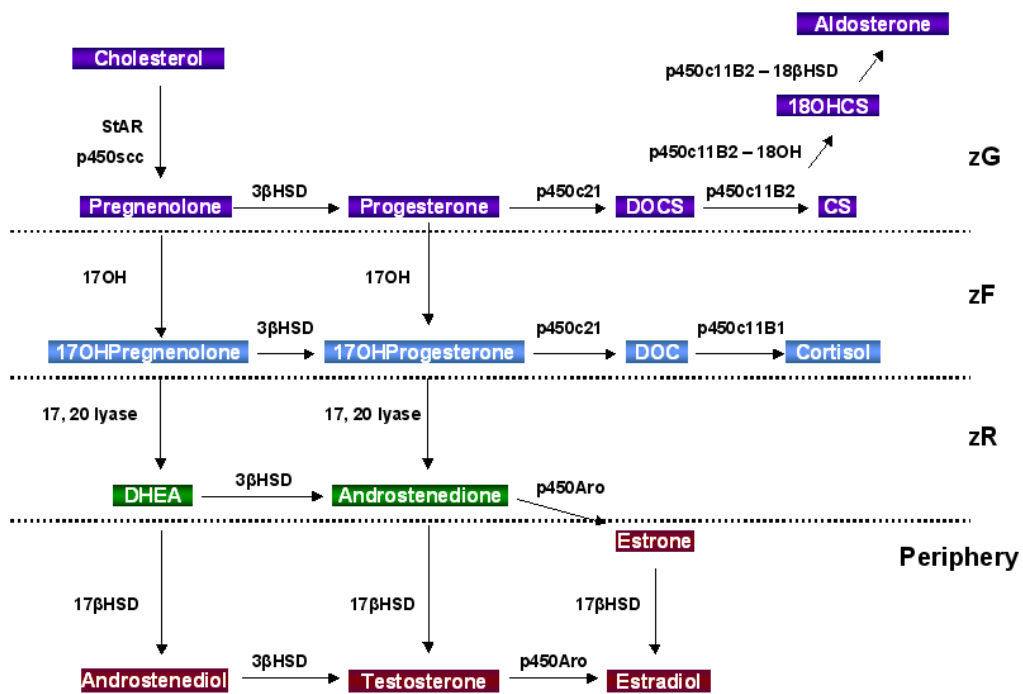 Aldosterone
Cholesterol
p450c11B2 – 18βHSD
18OHCS
StAR
p450scc
p450c11B2 – 18OH
zG
Pregnenolone
3βHSD
Progesterone
p450c21
DOCS
p450c11B2
CS
17OH
17OH
zF
17OHPregnenolone
3βHSD
17OHProgesterone
p450c21
DOC
p450c11B1
Cortisol
17, 20 lyase
17, 20 lyase
zR
DHEA
3βHSD
Androstenedione
p450Aro
Estrone
Periphery
17βHSD
17βHSD
17βHSD
Androstenediol
3βHSD
Testosterone
p450Aro
Estradiol